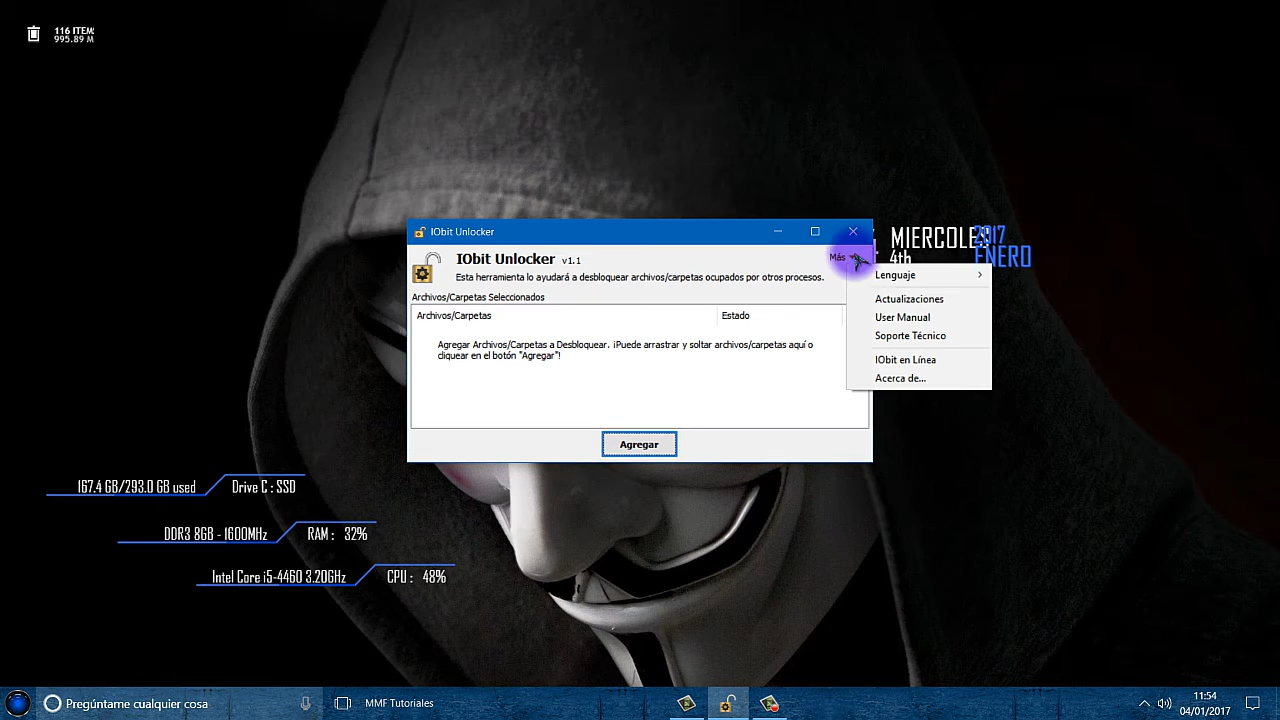 116 ITEM
995.89 M
IObit Unlocker
IObit Unlocker v1.1
Más
Esta herramienta lo ayudará a desbloquear archivos/carpetas ocupados por otros procesos.
Archivos/Carpetas Seleccionados
Archivos/Carpetas Estado
Agregar Archivos/Carpetas a Desbloquear. ¡Puede arrastrar y soltar archivos/carpetas aquí o
cliquear en el botón "Agregar"!
Agregar
Lenguaje
Actualizaciones
User Manual
Soporte Técnico
IObit en Línea
Acerca de...
MIERCOLES 2017
4th ENERO
167.4 GB/293.0 GB used Drive C : SSD
DDR3 8GB - 1600MHz RAM : 32%
Intel Core i5-4460 3.20GHz CPU : 48%
Pregúntame cualquier cosa
MMF Tutoriales
11:54
04/01/2017